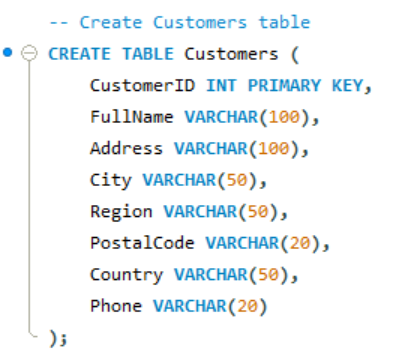 -- Create Customers table
CREATE TABLE Customers (
CustomerID INT PRIMARY KEY,
FullName VARCHAR(100),
Address VARCHAR(100),
City VARCHAR(50),
Region VARCHAR(50),
PostalCode VARCHAR(20),
Country VARCHAR(50),
Phone VARCHAR(20)
);